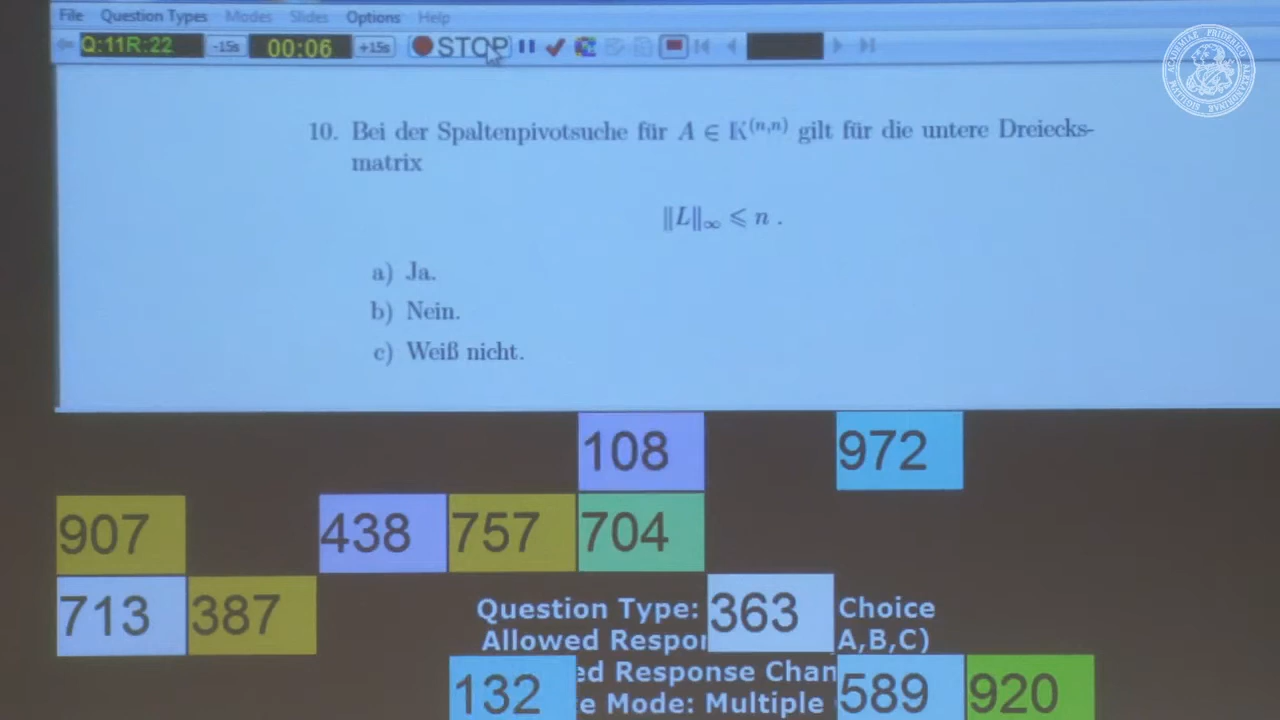 File Question Types Modes Slides Options Help
Q:11R:22 -15s 00:06 +15s STOP
10. Bei der Spaltenpivotsuche für A ∈ 𝕂^(n,n) gilt für die untere Dreiecks-
matrix
‖L‖∞ ⩽ n .
a) Ja.
b) Nein.
c) Weiß nicht.
108 972
907 438 757 704
713 387 363
Question Type: Choice
Allowed Respon A,B,C)
ed Response Chan
e Mode: Multiple
132 589 920